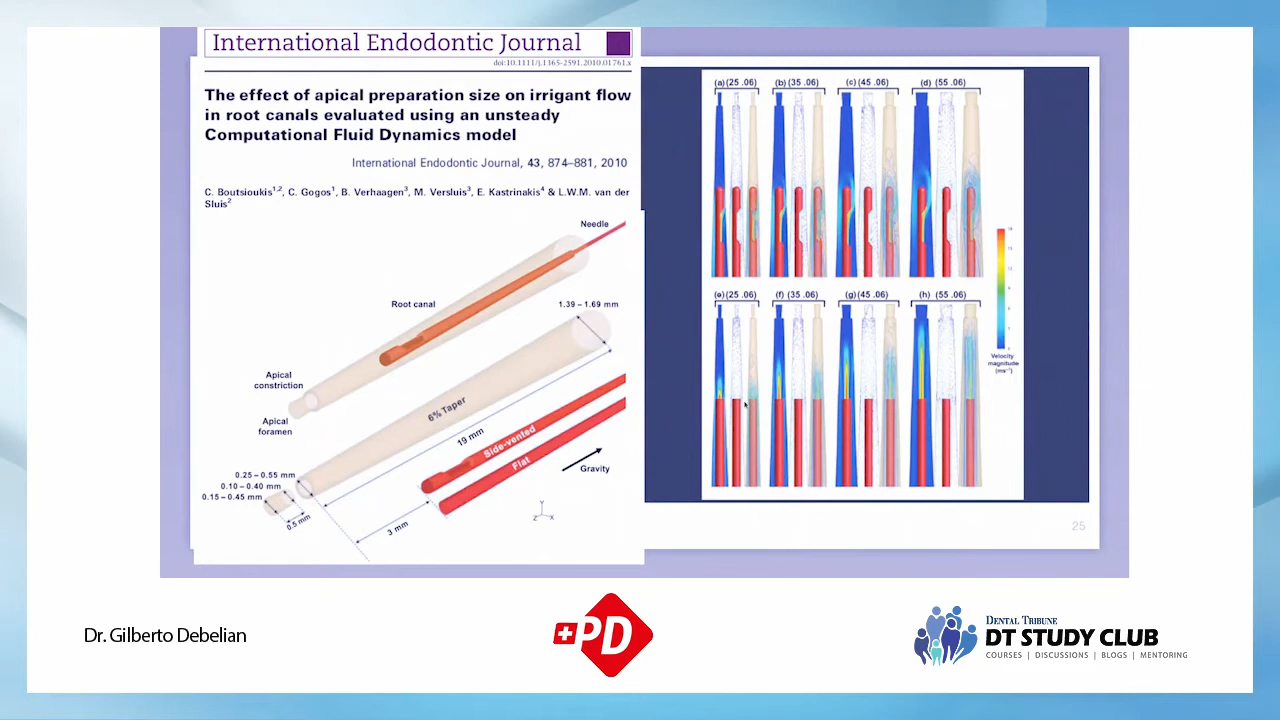 International Endodontic Journal
doi:10.1111/j.1365-2591.2010.01761.x
The effect of apical preparation size on irrigant flow
in root canals evaluated using an unsteady
Computational Fluid Dynamics model
International Endodontic Journal, 43, 874–881, 2010
C. Boutsioukis1,2, C. Gogos1, B. Verhaagen3, M. Versluis3, E. Kastrinakis4 & L.W.M. van der
Sluis2
Needle
Root canal
1.39 – 1.69 mm
Apical
constriction
Apical
foramen
6% Taper
19 mm
Side-vented
Flat
Gravity
0.25 – 0.55 mm
0.10 – 0.40 mm
0.15 – 0.45 mm
0.5 mm
3 mm
Y
Z X
(a) (25 .06) (b) (35 .06) (c) (45 .06) (d) (55 .06)
(e) (25 .06) (f) (35 .06) (g) (45 .06) (h) (55 .06)
Velocity
magnitude
(ms⁻¹)
25
Dr. Gilberto Debelian
+PD
DENTAL TRIBUNE
DT STUDY CLUB
COURSES | DISCUSSIONS | BLOGS | MENTORING